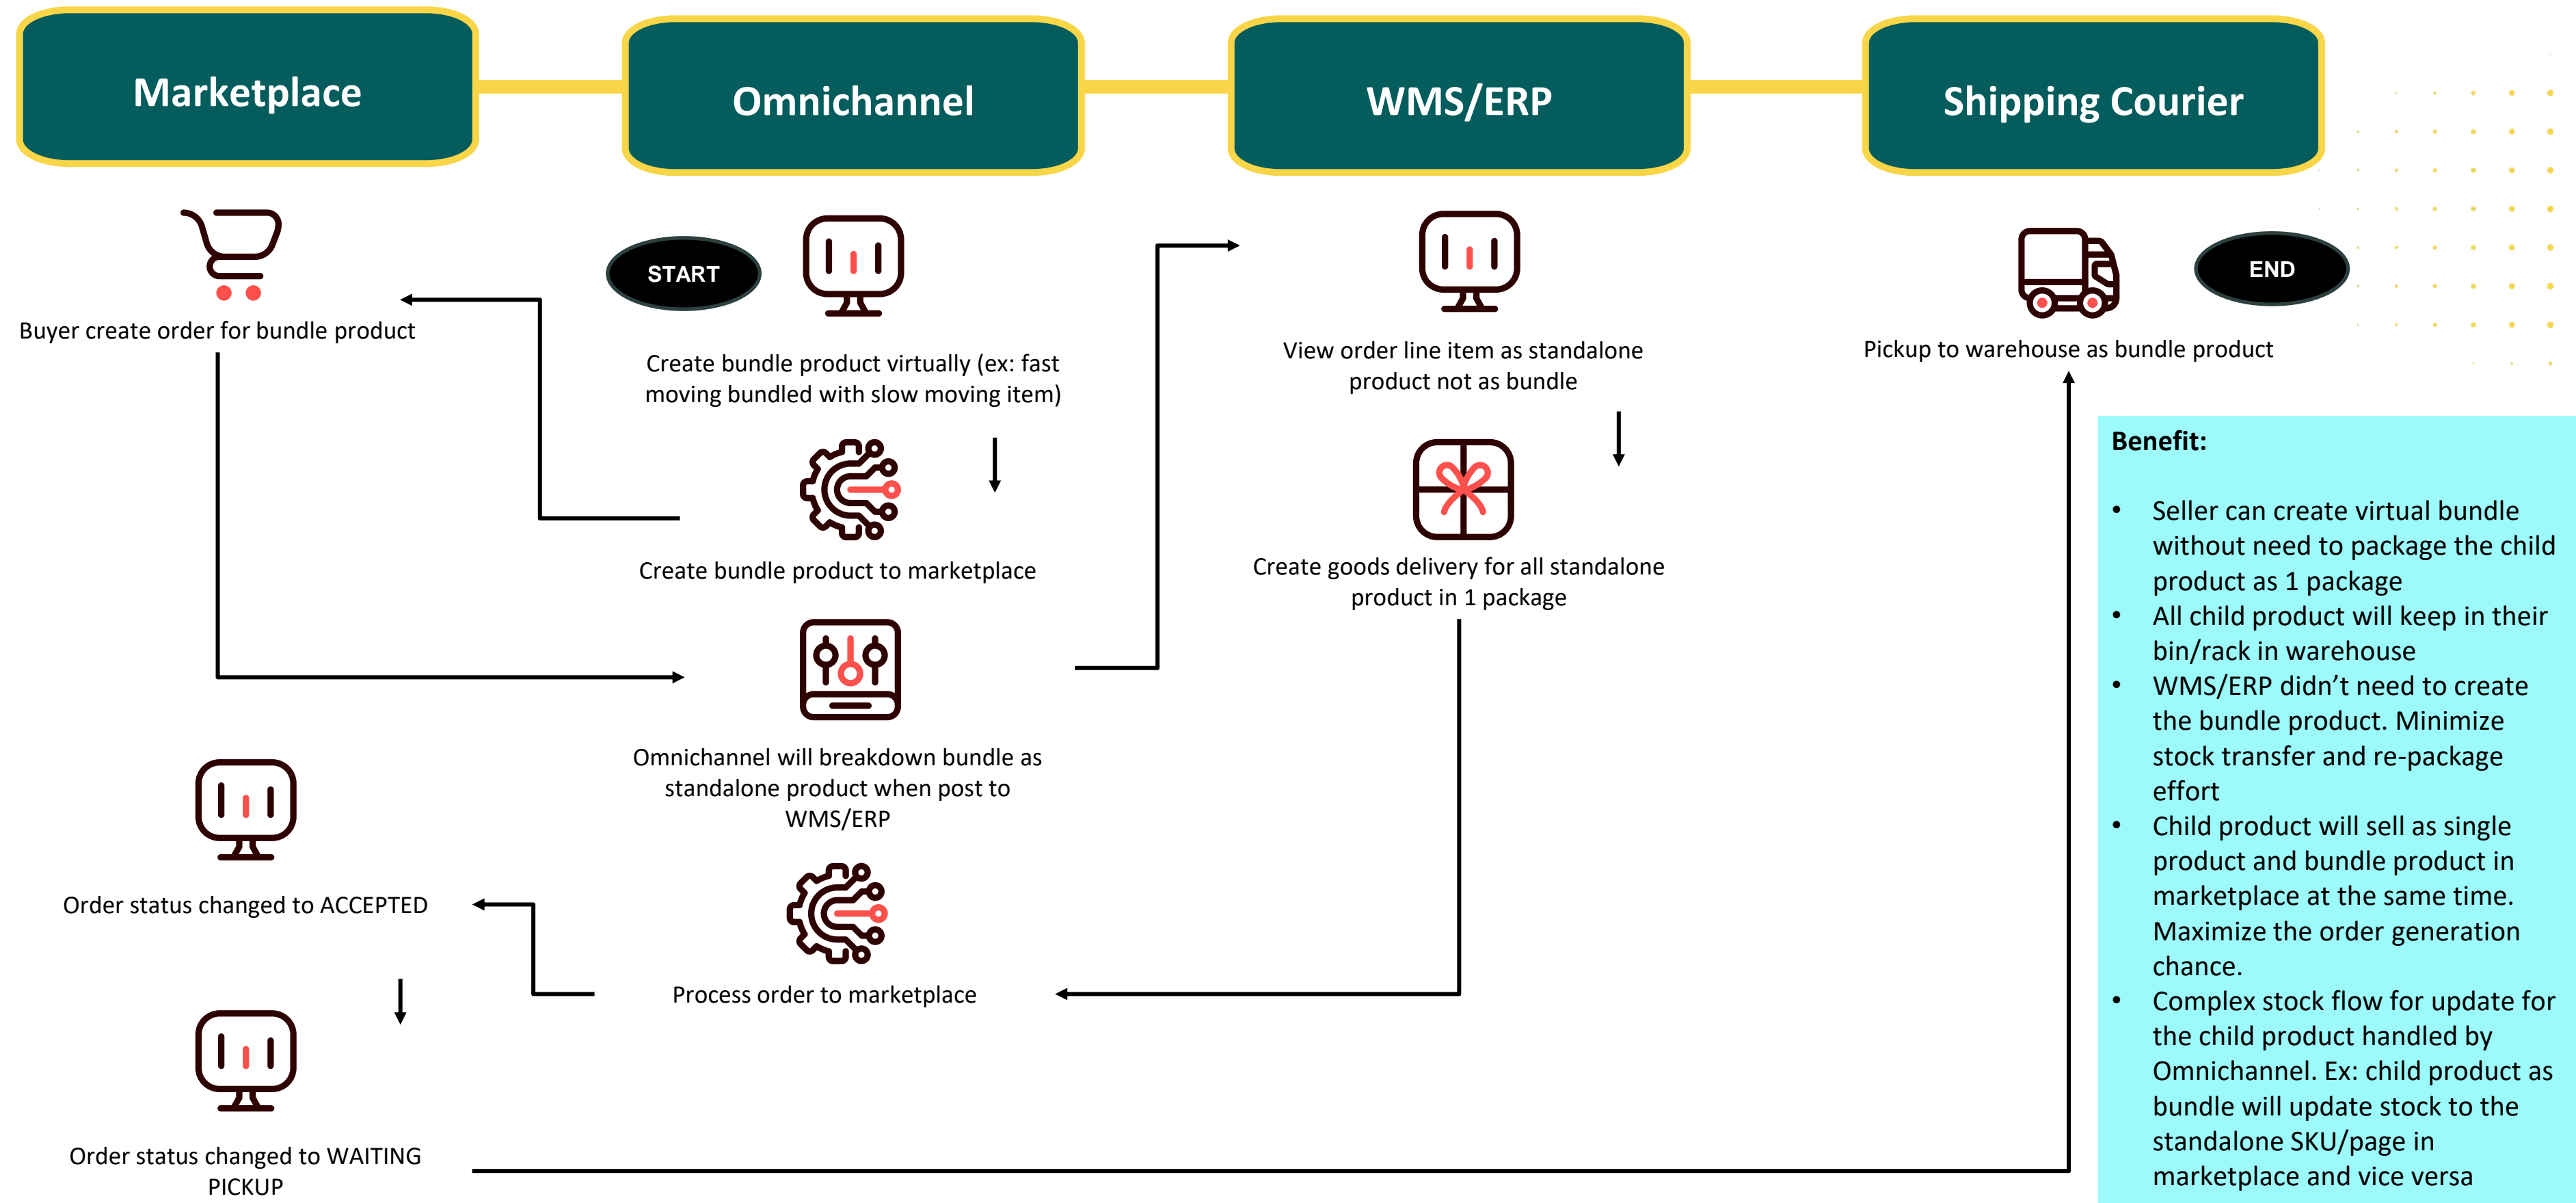 Marketplace
Omnichannel
WMS/ERP
Shipping Courier
Buyer create order for bundle product
START
Create bundle product virtually (ex: fast
moving bundled with slow moving item)
Create bundle product to marketplace
Omnichannel will breakdown bundle as
standalone product when post to
WMS/ERP
Process order to marketplace
Order status changed to ACCEPTED
Order status changed to WAITING
PICKUP
View order line item as standalone
product not as bundle
Create goods delivery for all standalone
product in 1 package
END
Pickup to warehouse as bundle product
Benefit:
• Seller can create virtual bundle
without need to package the child
product as 1 package
• All child product will keep in their
bin/rack in warehouse
• WMS/ERP didn’t need to create
the bundle product. Minimize
stock transfer and re-package
effort
• Child product will sell as single
product and bundle product in
marketplace at the same time.
Maximize the order generation
chance.
• Complex stock flow for update for
the child product handled by
Omnichannel. Ex: child product as
bundle will update stock to the
standalone SKU/page in
marketplace and vice versa